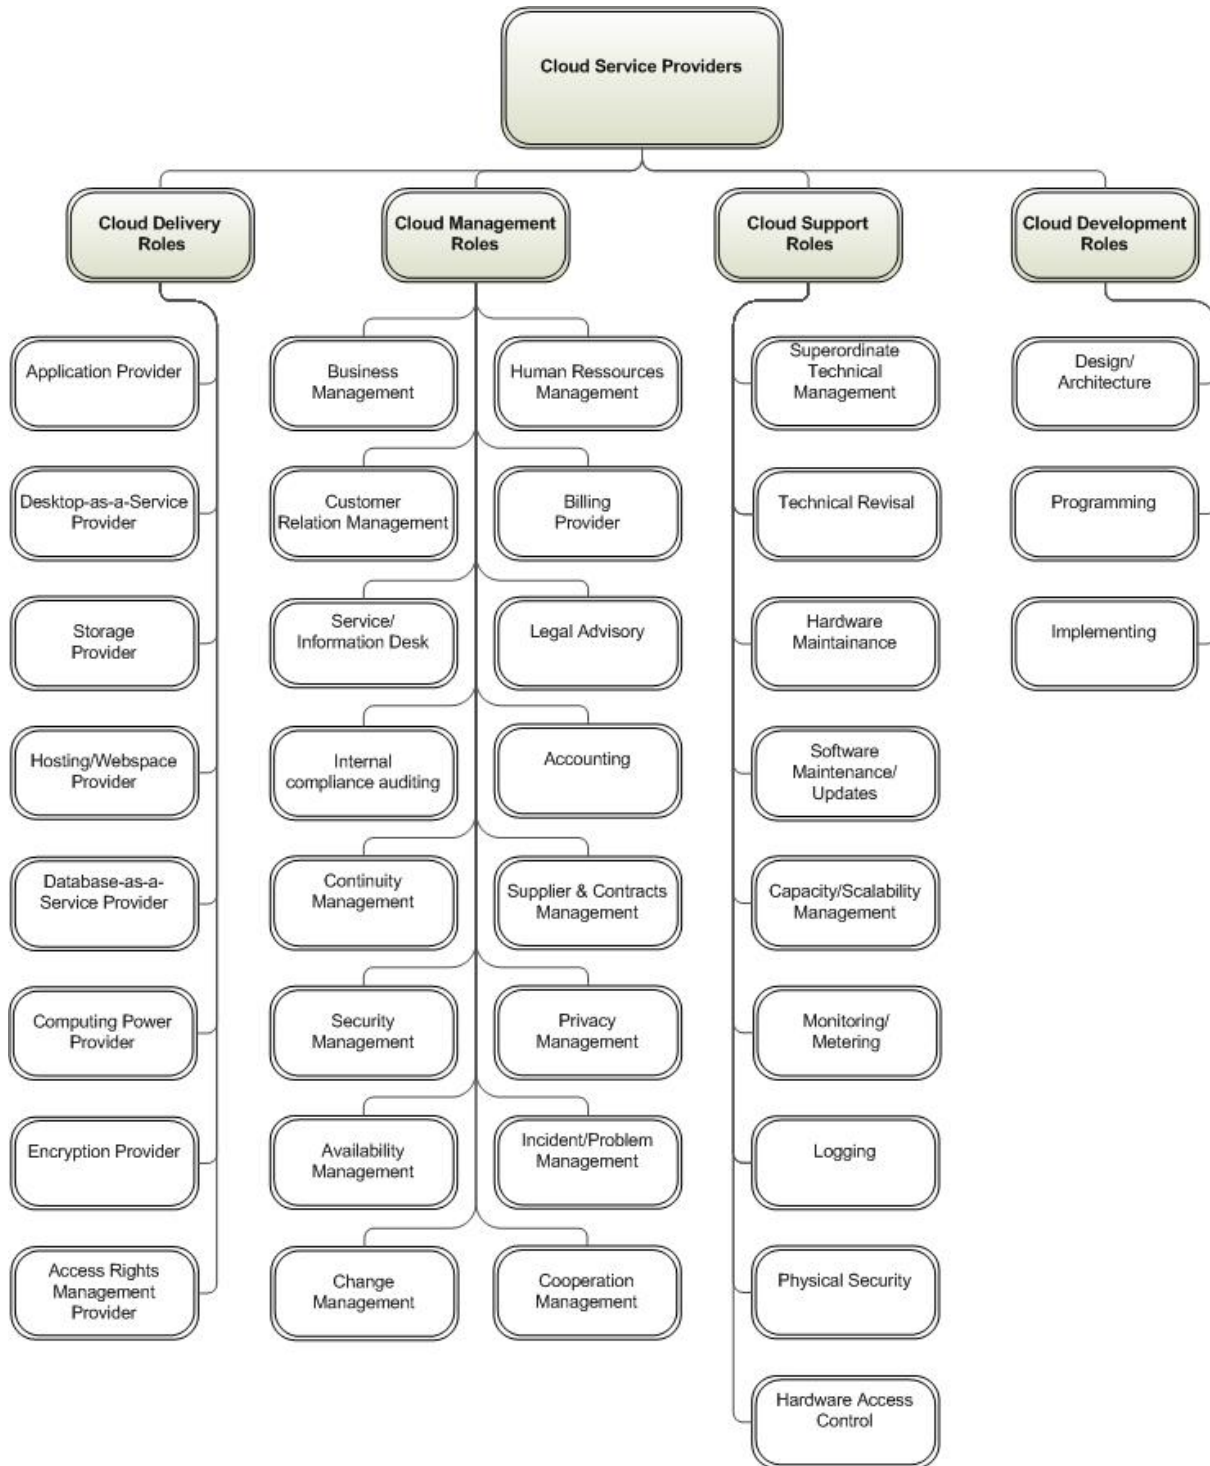 Cloud Service Providers
Cloud Delivery
Roles
Cloud Management
Roles
Cloud Support
Roles
Cloud Development
Roles
Application Provider
Desktop-as-a-Service
Provider
Storage
Provider
Hosting/Webspace
Provider
Database-as-a-
Service Provider
Computing Power
Provider
Encryption Provider
Access Rights
Management
Provider
Business
Management
Human Ressources
Management
Customer
Relation Management
Billing
Provider
Service/
Information Desk
Legal Advisory
Internal
compliance auditing
Accounting
Continuity
Management
Supplier & Contracts
Management
Security
Management
Privacy
Management
Availability
Management
Incident/Problem
Management
Change
Management
Cooperation
Management
Superordinate
Technical
Management
Technical Revisal
Hardware
Maintainance
Software
Maintenance/
Updates
Capacity/Scalability
Management
Monitoring/
Metering
Logging
Physical Security
Hardware Access
Control
Design/
Architecture
Programming
Implementing